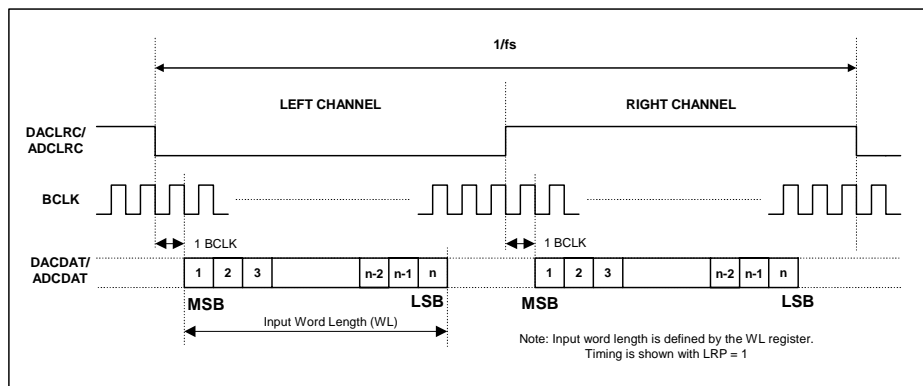 1/fs
LEFT CHANNEL
RIGHT CHANNEL
DACLRC/
ADCLRC
BCLK
1 BCLK
1 BCLK
DACDAT/
ADCDAT
1 2 3 n-2 n-1 n
1 2 3 n-2 n-1 n
MSB
LSB
MSB
LSB
Input Word Length (WL)
Note: Input word length is defined by the WL register.
Timing is shown with LRP = 1